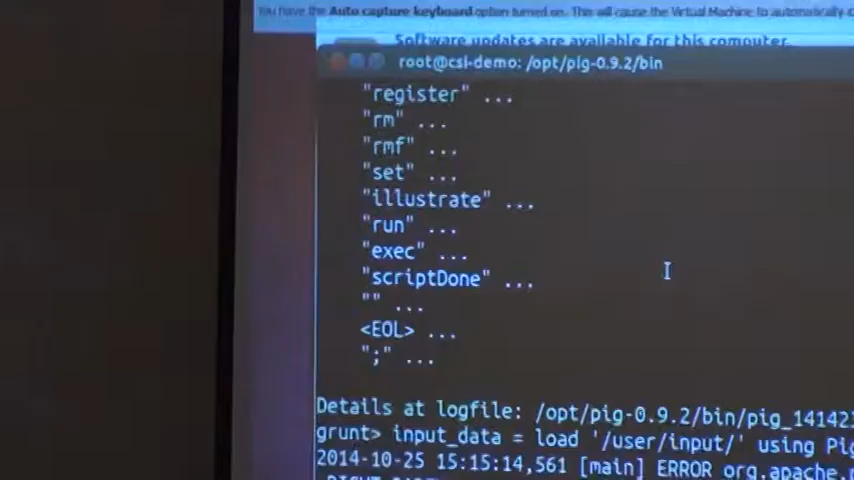 You have the Auto capture keyboard option turned on. This will cause the Virtual Machine to automatically
Software updates are available for this computer.
root@csi-demo: /opt/pig-0.9.2/bin
"register" ...
"rm" ...
"rmf" ...
"set" ...
"illustrate" ...
"run" ...
"exec" ...
"scriptDone" ...
"" ...
<EOL> ...
";" ...
Details at logfile: /opt/pig-0.9.2/bin/pig_14142
grunt> input_data = load '/user/input/' using Pig
2014-10-25 15:15:14,561 [main] ERROR org.apache.